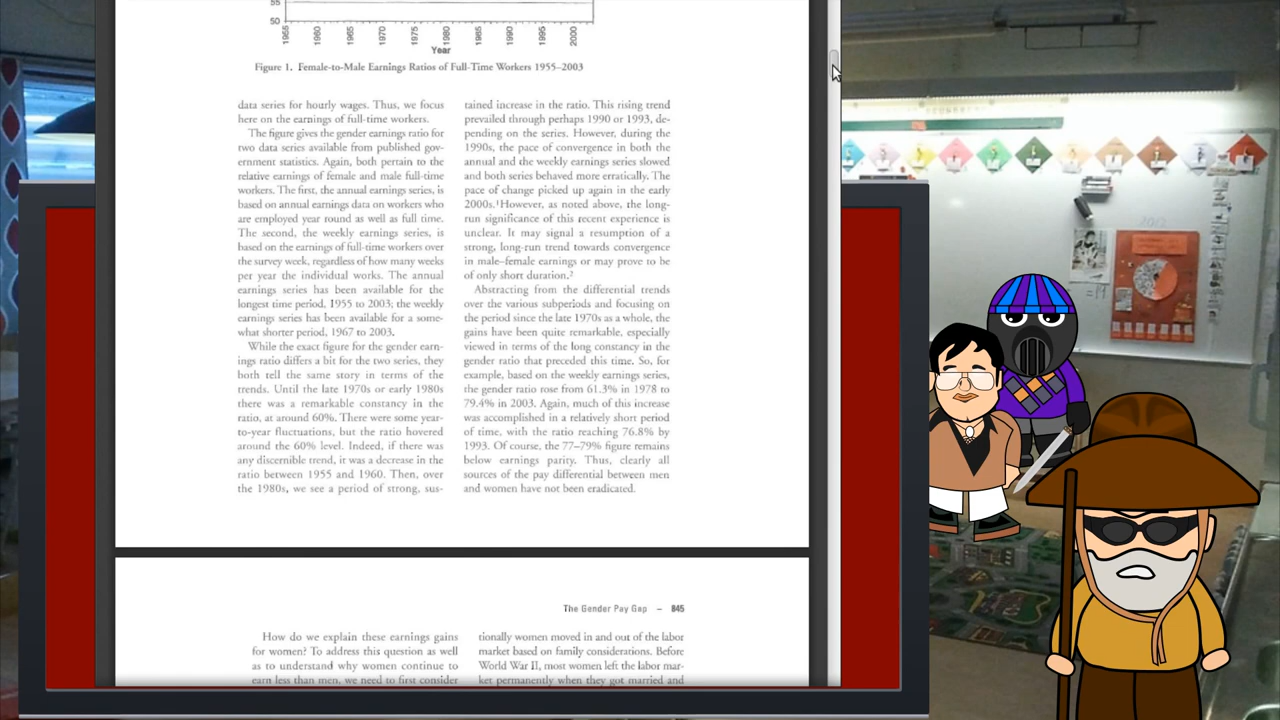 55
50
1955
1960
1965
1970
1975
1980
1985
1990
1995
2000
Year
Figure 1. Female-to-Male Earnings Ratios of Full-Time Workers 1955–2003
data series for hourly wages. Thus, we focus
here on the earnings of full-time workers.
The figure gives the gender earnings ratio for
two data series available from published gov-
ernment statistics. Again, both pertain to the
relative earnings of female and male full-time
workers. The first, the annual earnings series, is
based on annual earnings data on workers who
are employed year round as well as full time.
The second, the weekly earnings series, is
based on the earnings of full-time workers over
the survey week, regardless of how many weeks
per year the individual works. The annual
earnings series has been available for the
longest time period, 1955 to 2003; the weekly
earnings series has been available for a some-
what shorter period, 1967 to 2003.
While the exact figure for the gender earn-
ings ratio differs a bit for the two series, they
both tell the same story in terms of the
trends. Until the late 1970s or early 1980s
there was a remarkable constancy in the
ratio, at around 60%. There were some year-
to-year fluctuations, but the ratio hovered
around the 60% level. Indeed, if there was
any discernible trend, it was a decrease in the
ratio between 1955 and 1960. Then, over
the 1980s, we see a period of strong, sus-
tained increase in the ratio. This rising trend
prevailed through perhaps 1990 or 1993, de-
pending on the series. However, during the
1990s, the pace of convergence in both the
annual and the weekly earnings series slowed
and both series behaved more erratically. The
pace of change picked up again in the early
2000s.¹ However, as noted above, the long-
run significance of this recent experience is
unclear. It may signal a resumption of a
strong, long-run trend towards convergence
in male–female earnings or may prove to be
of only short duration.²
Abstracting from the differential trends
over the various subperiods and focusing on
the period since the late 1970s as a whole, the
gains have been quite remarkable, especially
viewed in terms of the long constancy in the
gender ratio that preceded this time. So, for
example, based on the weekly earnings series,
the gender ratio rose from 61.3% in 1978 to
79.4% in 2003. Again, much of this increase
was accomplished in a relatively short period
of time, with the ratio reaching 76.8% by
1993. Of course, the 77–79% figure remains
below earnings parity. Thus, clearly all
sources of the pay differential between men
and women have not been eradicated.
The Gender Pay Gap – 845
How do we explain these earnings gains
for women? To address this question as well
as to understand why women continue to
earn less than men, we need to first consider
tionally women moved in and out of the labor
market based on family considerations. Before
World War II, most women left the labor mar-
ket permanently when they got married and